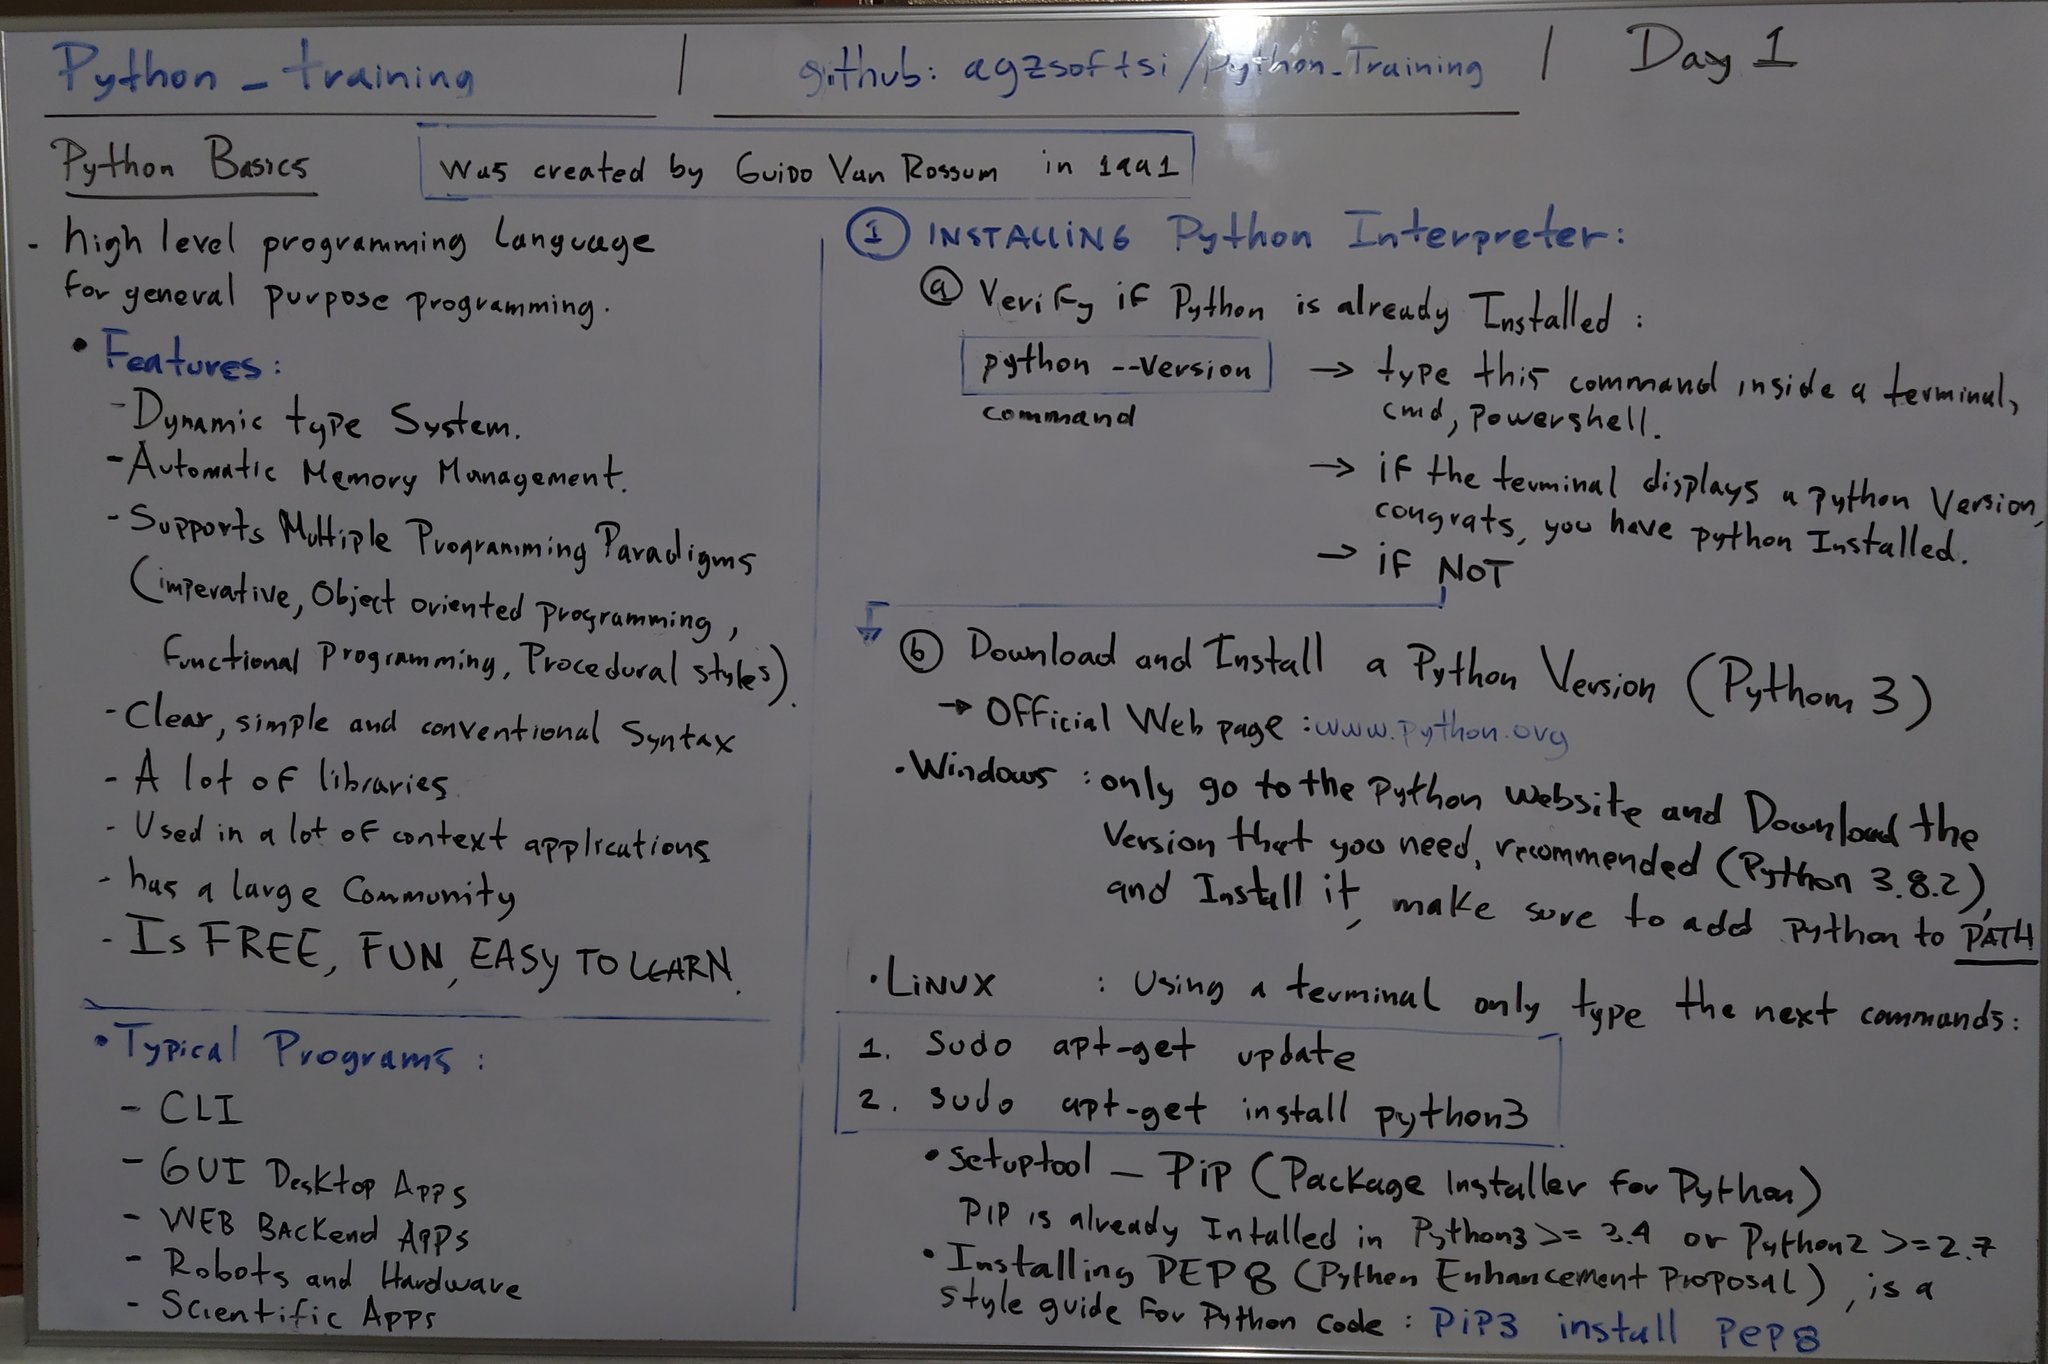 Python_training | github: agzsoftsi/Python_Training | Day 1
Python Basics
Was created by Guido Van Rossum in 1991
- high level programming Language
for general purpose programming.
• Features:
- Dynamic type System.
- Automatic Memory Management.
- Supports Multiple Programming Paradigms
(imperative, Object oriented programming,
functional Programming, Procedural styles).
- Clear, simple and conventional Syntax
- A lot of libraries
- Used in a lot of context applications
- has a large Community
- Is FREE, FUN, EASY TO LEARN.
• Typical Programs:
- CLI
- GUI Desktop Apps
- WEB Backend Apps
- Robots and Hardware
- Scientific Apps
1 INSTALLING Python Interpreter:
a Verify if Python is already Installed:
python --version
command
→ type this command inside a terminal,
cmd, powershell.
→ if the terminal displays a python Version,
congrats, you have python Installed.
→ if NOT
b Download and Install a Python Version (Python 3)
→ Official Web page: www.python.org
• Windows: only go to the Python website and Download the
Version that you need, recommended (Python 3.8.2),
and Install it, make sure to add Python to PATH
• Linux : Using a terminal only type the next commands:
1. sudo apt-get update
2. sudo apt-get install python3
• setuptool - PiP (Package Installer for Python)
PIP is already Intalled in Python3 >= 3.4 or Python2 >= 2.7
• Installing PEP8 (Python Enhancement Proposal), is a
style guide for Python code: PiP3 install pep8